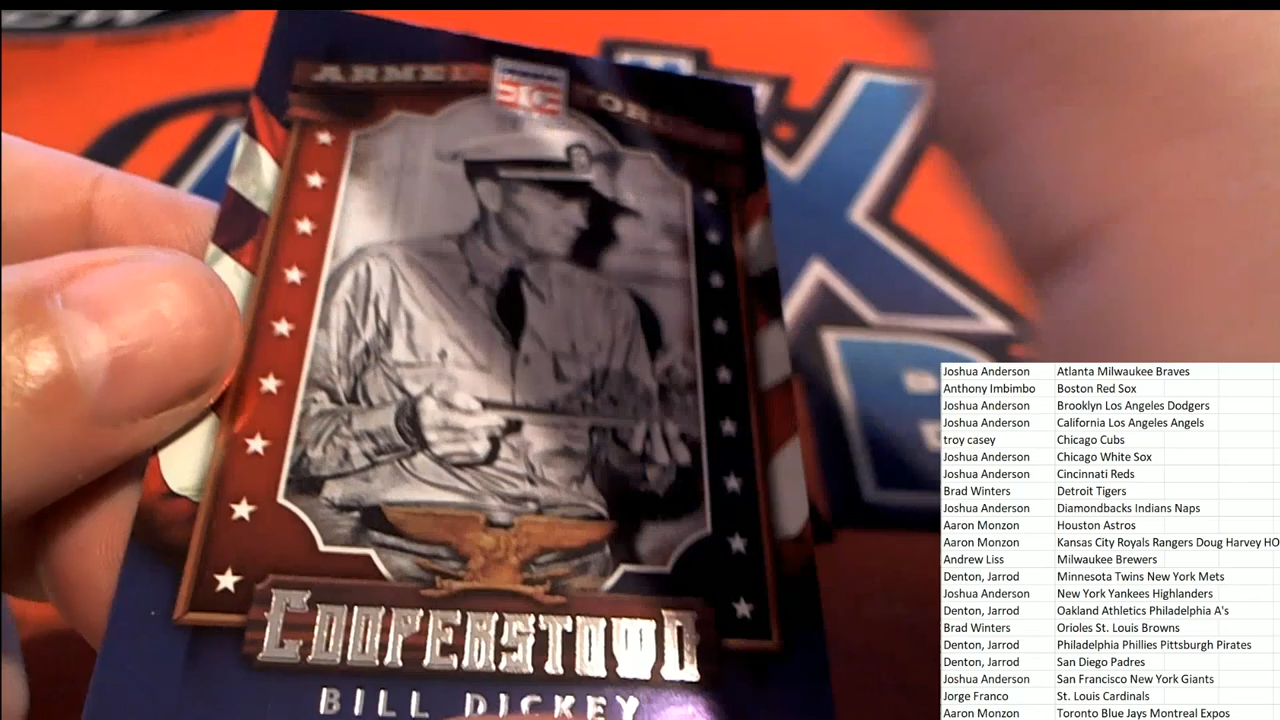 ARMED FORCES
COOPERSTOWN
BILL DICKEY
Joshua Anderson Atlanta Milwaukee Braves
Anthony Imbimbo Boston Red Sox
Joshua Anderson Brooklyn Los Angeles Dodgers
Joshua Anderson California Los Angeles Angels
troy casey Chicago Cubs
Joshua Anderson Chicago White Sox
Joshua Anderson Cincinnati Reds
Brad Winters Detroit Tigers
Joshua Anderson Diamondbacks Indians Naps
Aaron Monzon Houston Astros
Aaron Monzon Kansas City Royals Rangers Doug Harvey HO
Andrew Liss Milwaukee Brewers
Denton, Jarrod Minnesota Twins New York Mets
Joshua Anderson New York Yankees Highlanders
Denton, Jarrod Oakland Athletics Philadelphia A's
Brad Winters Orioles St. Louis Browns
Denton, Jarrod Philadelphia Phillies Pittsburgh Pirates
Denton, Jarrod San Diego Padres
Joshua Anderson San Francisco New York Giants
Jorge Franco St. Louis Cardinals
Aaron Monzon Toronto Blue Jays Montreal Expos